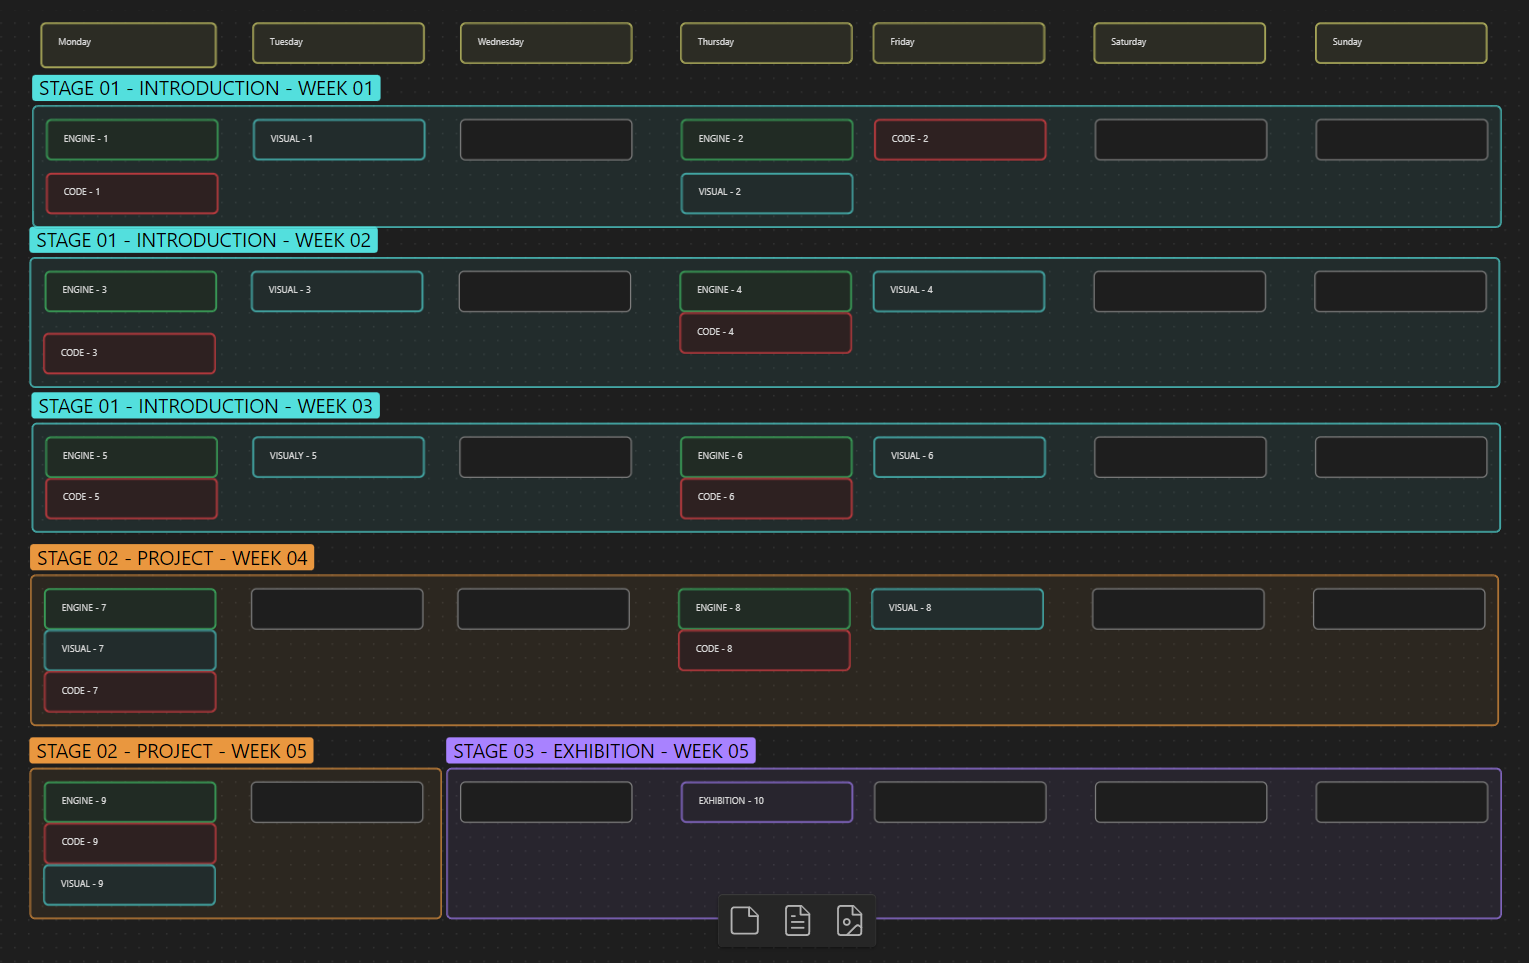 Monday
Tuesday
Wednesday
Thursday
Friday
Saturday
Sunday
STAGE 01 - INTRODUCTION - WEEK 01
ENGINE - 1
VISUAL - 1
ENGINE - 2
CODE - 2
CODE - 1
VISUAL - 2
STAGE 01 - INTRODUCTION - WEEK 02
ENGINE - 3
VISUAL - 3
ENGINE - 4
VISUAL - 4
CODE - 4
CODE - 3
STAGE 01 - INTRODUCTION - WEEK 03
ENGINE - 5
VISUALY - 5
ENGINE - 6
VISUAL - 6
CODE - 5
CODE - 6
STAGE 02 - PROJECT - WEEK 04
ENGINE - 7
ENGINE - 8
VISUAL - 8
VISUAL - 7
CODE - 8
CODE - 7
STAGE 02 - PROJECT - WEEK 05
STAGE 03 - EXHIBITION - WEEK 05
ENGINE - 9
EXHIBITION - 10
CODE - 9
VISUAL - 9